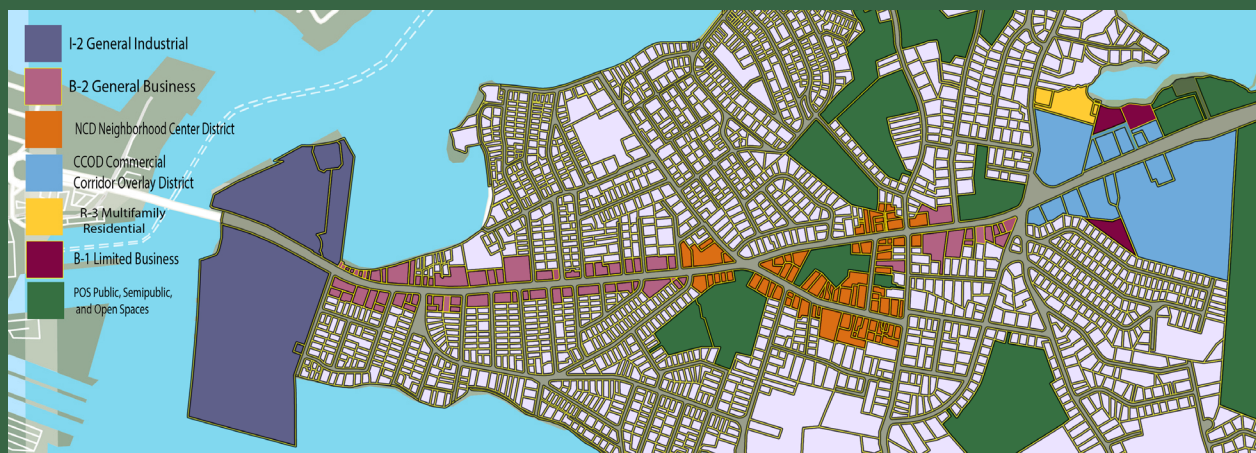 I-2 General Industrial
B-2 General Business
NCD Neighborhood Center District
CCOD Commercial
Corridor Overlay District
R-3 Multifamily
Residential
B-1 Limited Business
POS Public, Semipublic,
and Open Spaces